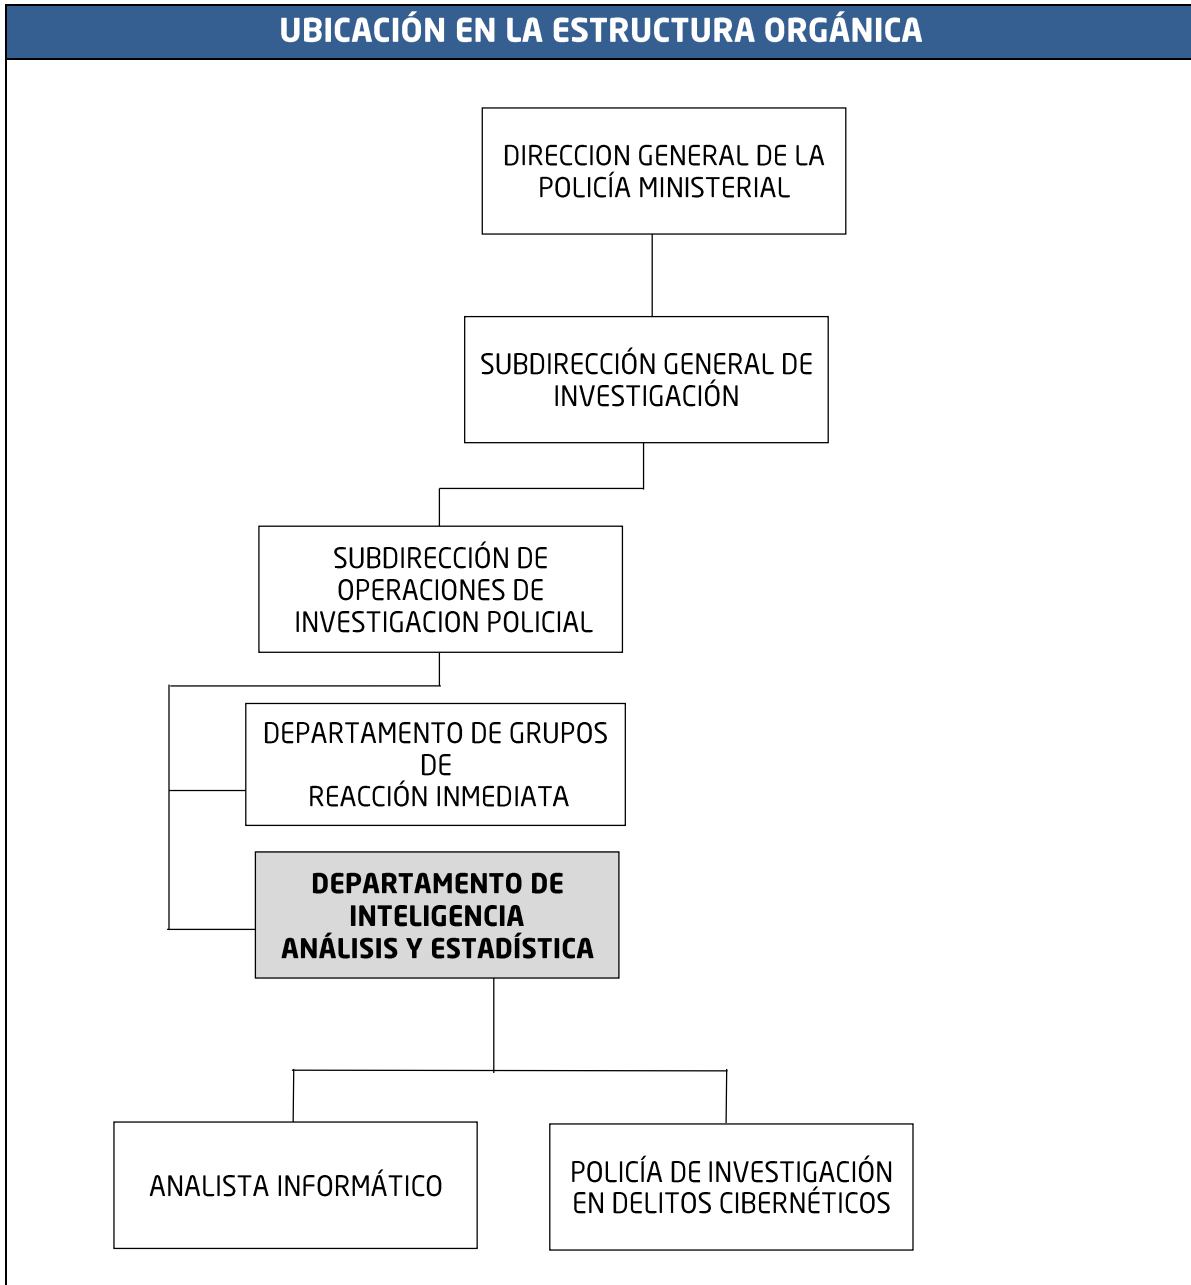 UBICACIÓN EN LA ESTRUCTURA ORGÁNICA
DIRECCION GENERAL DE LA
POLICÍA MINISTERIAL
SUBDIRECCIÓN GENERAL DE
INVESTIGACIÓN
SUBDIRECCIÓN DE
OPERACIONES DE
INVESTIGACION POLICIAL
DEPARTAMENTO DE GRUPOS
DE
REACCIÓN INMEDIATA
DEPARTAMENTO DE
INTELIGENCIA
ANÁLISIS Y ESTADÍSTICA
ANALISTA INFORMÁTICO
POLICÍA DE INVESTIGACIÓN
EN DELITOS CIBERNÉTICOS